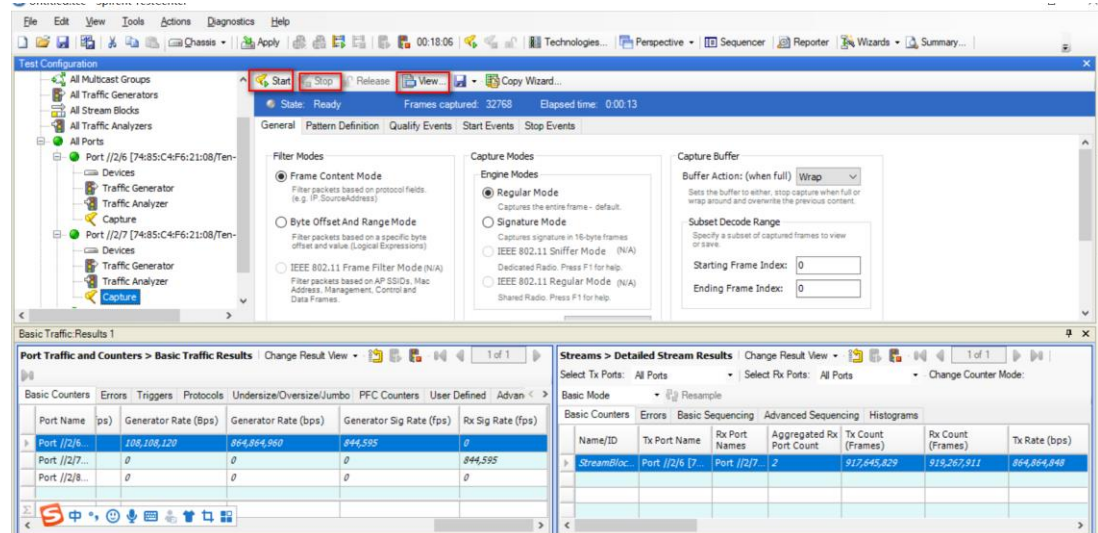 File Edit View Tools Actions Diagnostics Help
Chassis Apply 00:18:06 Technologies... Perspective Sequencer Reporter Wizards Summary...
Test Configuration
All Multicast Groups
All Traffic Generators
All Stream Blocks
All Traffic Analyzers
All Ports
Port //2/6 [74:85:C4:F6:21:08/Ten-
Devices
Traffic Generator
Traffic Analyzer
Capture
Port //2/7 [74:85:C4:F6:21:08/Ten-
Devices
Traffic Generator
Traffic Analyzer
Capture
Start Stop Release View... Copy Wizard...
State: Ready Frames captured: 32768 Elapsed time: 0:00:13
General Pattern Definition Qualify Events Start Events Stop Events
Filter Modes
Frame Content Mode
Filter packets based on protocol fields.
(e.g. IP.SourceAddress)
Byte Offset And Range Mode
Filter packets based on a specific byte
offset and value (Logical Expressions)
IEEE 802.11 Frame Filter Mode (N/A)
Filter packets based on AP SSIDs, Mac
Address, Management, Control and
Data Frames.
Capture Modes
Engine Modes
Regular Mode
Captures the entire frame - default.
Signature Mode
Captures signature in 16-byte frames
IEEE 802.11 Sniffer Mode (N/A)
Dedicated Radio. Press F1 for help.
IEEE 802.11 Regular Mode (N/A)
Shared Radio. Press F1 for help.
Capture Buffer
Buffer Action: (when full) Wrap
Sets the buffer to either, stop capture when full or
wrap around and overwrite the previous content.
Subset Decode Range
Specify a subset of captured frames to view
or save.
Starting Frame Index: 0
Ending Frame Index: 0
Basic Traffic:Results 1
Port Traffic and Counters > Basic Traffic Results Change Result View 1 of 1
Basic Counters Errors Triggers Protocols Undersize/Oversize/Jumbo PFC Counters User Defined Advan
Port Name ps) Generator Rate (Bps) Generator Rate (bps) Generator Sig Rate (fps) Rx Sig Rate (fps)
Port //2/6... 108,108,120 864,864,960 844,595 0
Port //2/7... 0 0 0 844,595
Port //2/8... 0 0 0 0
中
Streams > Detailed Stream Results Change Result View 1 of 1
Select Tx Ports: All Ports Select Rx Ports: All Ports Change Counter Mode:
Basic Mode Resample
Basic Counters Errors Basic Sequencing Advanced Sequencing Histograms
Name/ID Tx Port Name Rx Port Names Aggregated Rx Port Count Tx Count (Frames) Rx Count (Frames) Tx Rate (bps)
StreamBloc... Port //2/6 [7... Port //2/7... 2 917,645,829 919,267,911 864,864,848